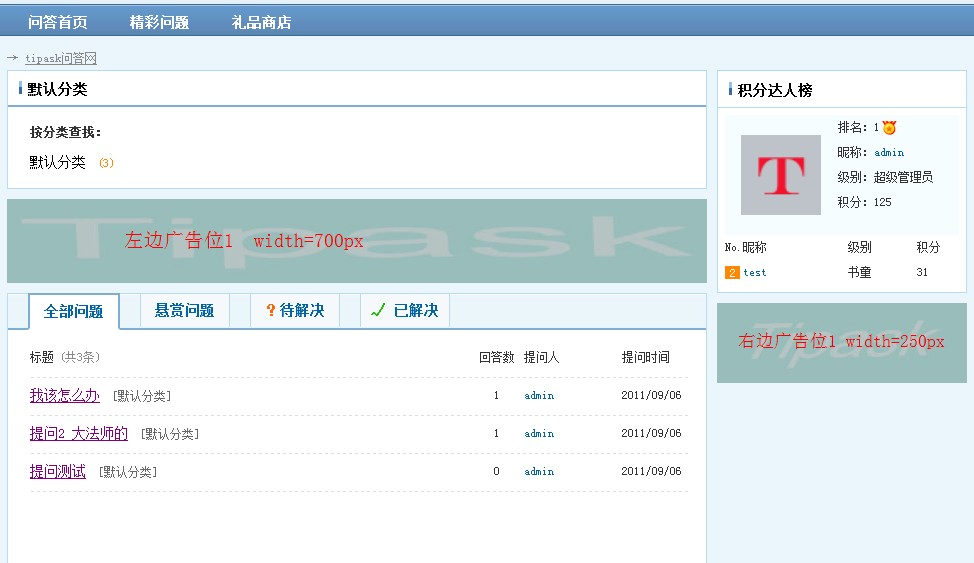 问答首页 精彩问题 礼品商店
→ tipask问答网
默认分类
按分类查找：
默认分类 (3)
Tipask
左边广告位1 width=700px
全部问题 悬赏问题 ? 待解决 ✓ 已解决
标题 (共3条) 回答数 提问人 提问时间
我该怎么办 [默认分类] 1 admin 2011/09/06
提问2 大法师的 [默认分类] 1 admin 2011/09/06
提问测试 [默认分类] 0 admin 2011/09/06
积分达人榜
T
排名：1
昵称：admin
级别：超级管理员
积分：125
No.昵称 级别 积分
2 test 书童 31
Tipask
右边广告位1 width=250px